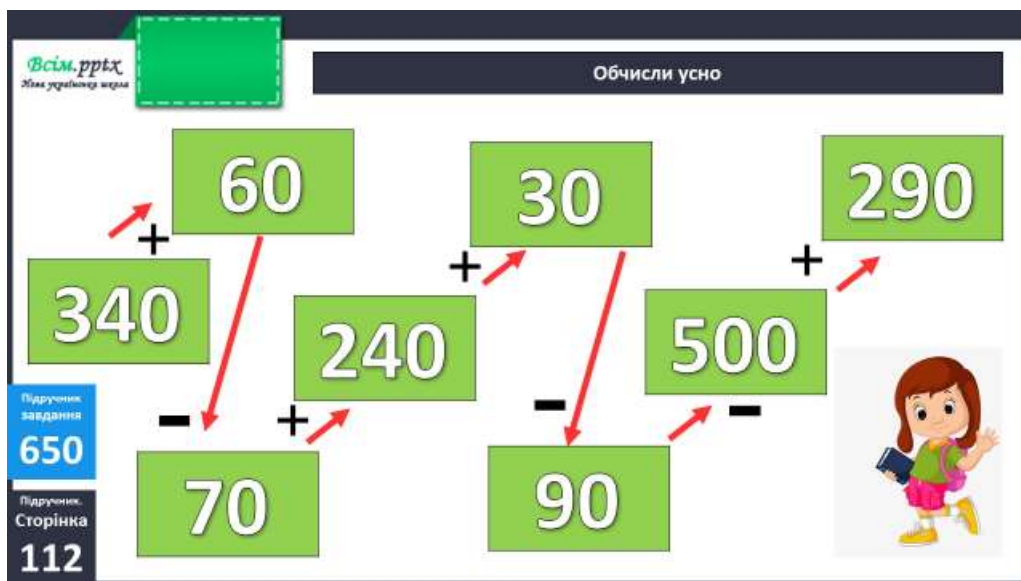 Всім.pptx
Нова українська школа
Обчисли усно
60
30
290
+
+
+
340
240
500
-
+
-
-
70
90
Підручник
завдання
650
Підручник.
Сторінка
112